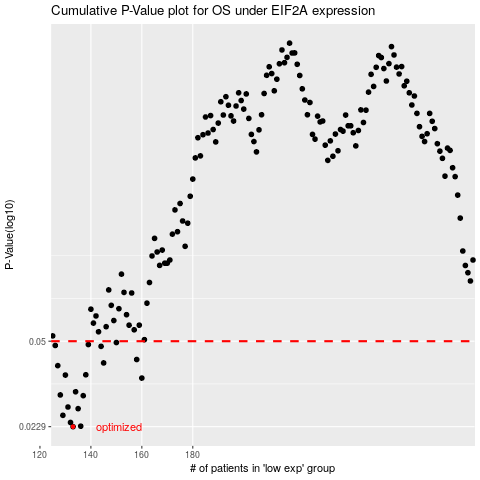 Cumulative P-Value plot for OS under EIF2A expression
P-Value(log10)
0.05
0.0229
optimized
120 140 160 180
# of patients in 'low exp' group